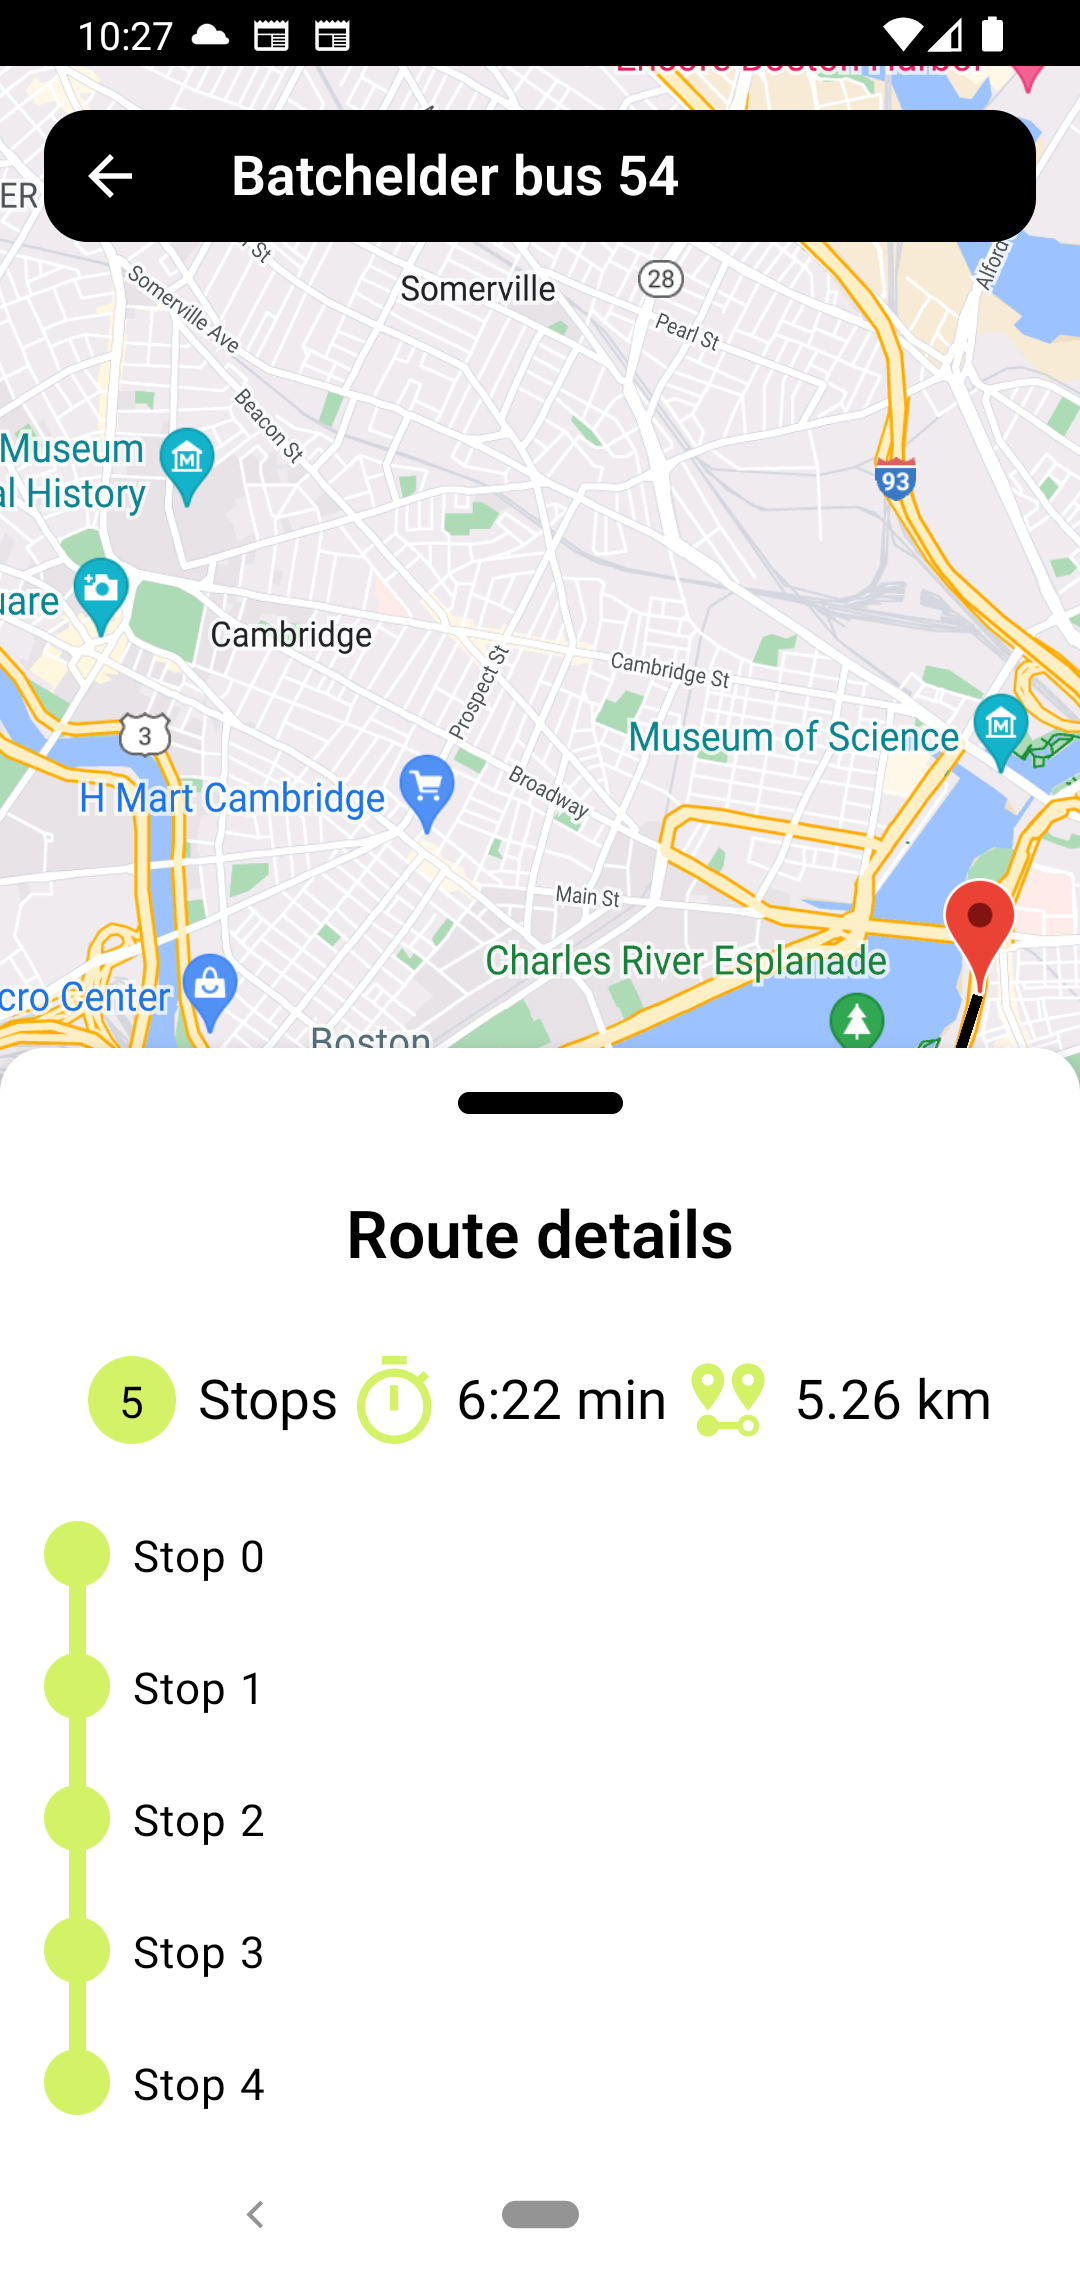 10:27
Batchelder bus 54
ER
St
Somerville Ave
Somerville
28
Pearl St
Alford
Beacon St
Museum
al History
93
uare
Cambridge
Prospect St
Cambridge St
3
Museum of Science
H Mart Cambridge
Broadway
Main St
Charles River Esplanade
cro Center
Boston
Route details
5 Stops 6:22 min 5.26 km
Stop 0
Stop 1
Stop 2
Stop 3
Stop 4